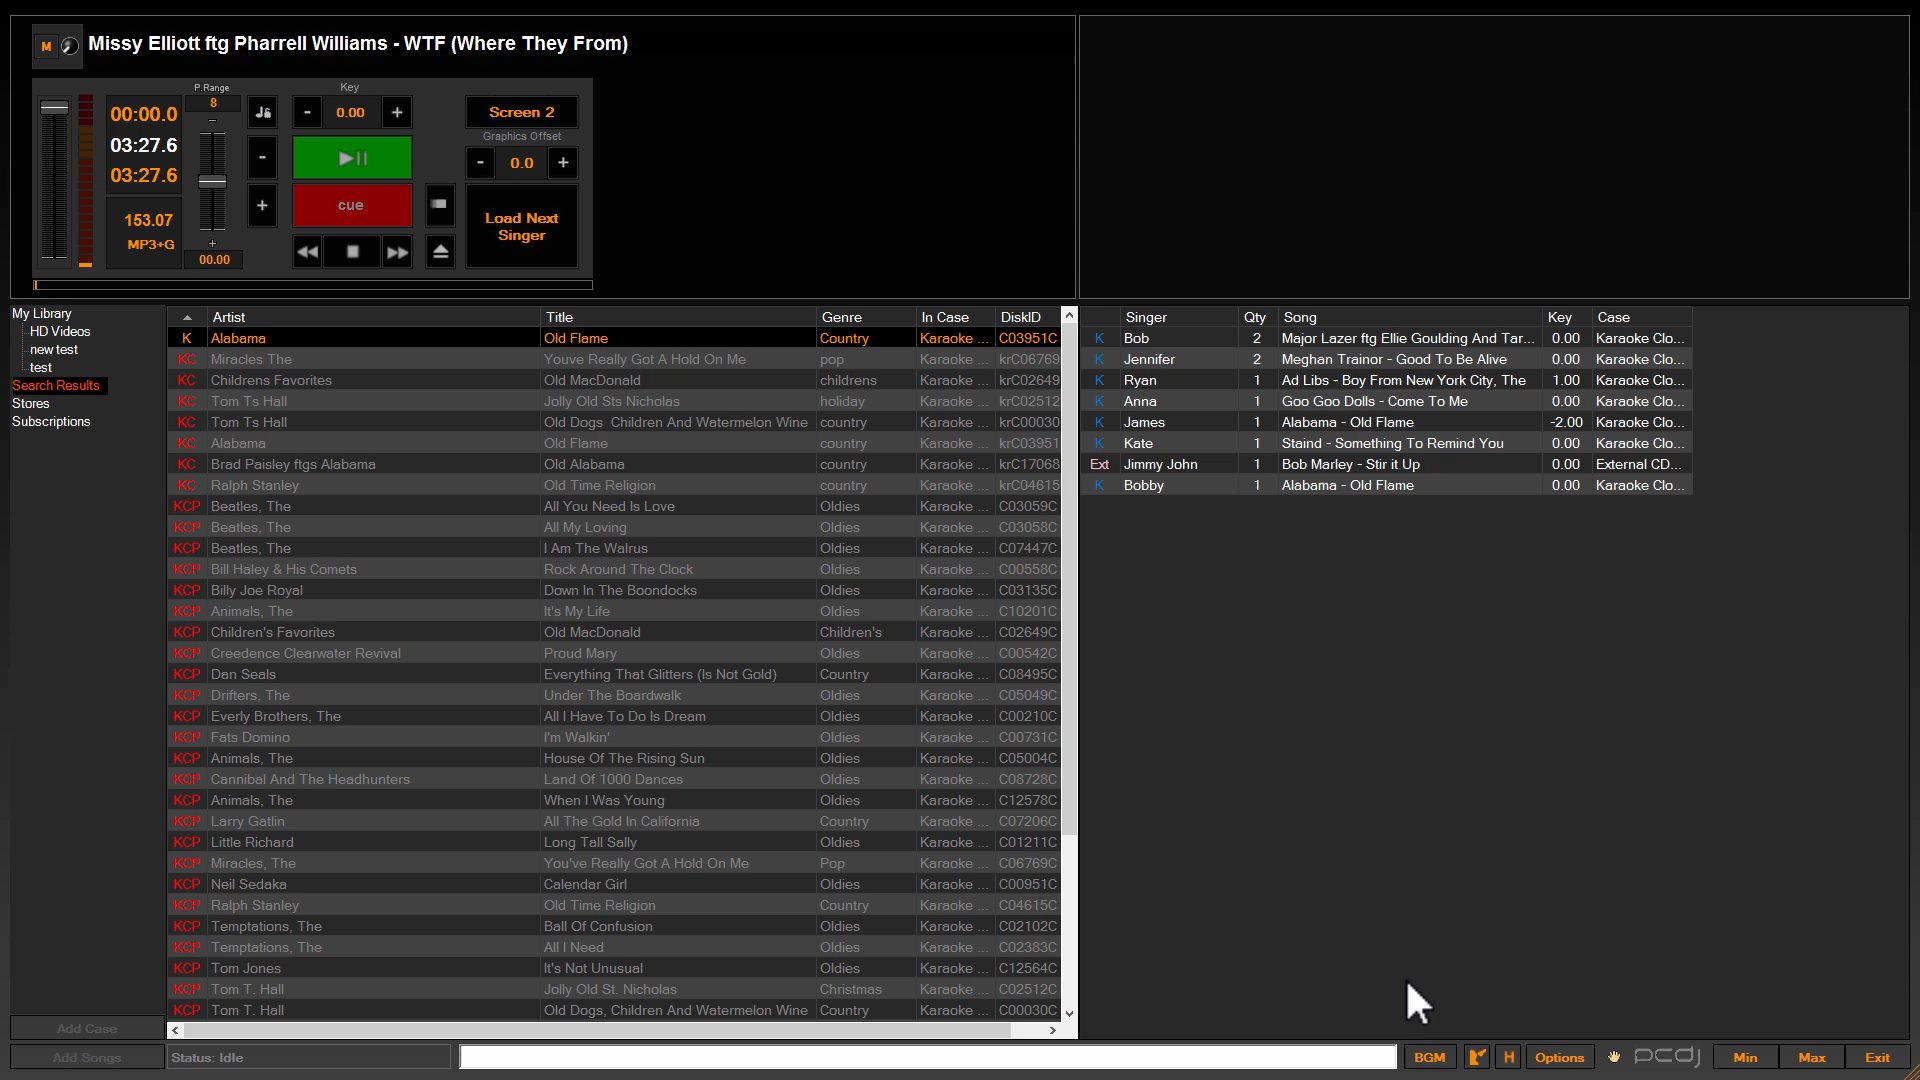 M Missy Elliott ftg Pharrell Williams - WTF (Where They From)
P.Range Key
8
00:00.0 - 0.00 + Screen 2
Graphics Offset
03:27.6 - - 0.0 +
03:27.6
+ cue
153.07 Load Next
Singer
MP3+G
+
00.00
My Library
HD Videos
new test
test
Search Results
Stores
Subscriptions
Artist Title Genre In Case DiskID
K Alabama Old Flame Country C03951C
KC Miracles The Youve Really Got A Hold On Me pop Karaoke ... krC06769
KC Childrens Favorites Old MacDonald childrens Karaoke ... krC02649
KC Tom Ts Hall Jolly Old Sts Nicholas holiday Karaoke ... krC02512
KC Tom Ts Hall Old Dogs Children And Watermelon Wine country Karaoke ... krC00030
KC Alabama Old Flame country Karaoke ... krC03951
KC Brad Paisley ftgs Alabama Old Alabama country Karaoke ... krC17068
KC Ralph Stanley Old Time Religion country Karaoke ... krC04615
KCP Beatles, The All You Need Is Love Oldies Karaoke ... C03059C
KCP Beatles, The All My Loving Oldies Karaoke ... C03058C
KCP Beatles, The I Am The Walrus Oldies Karaoke ... C07447C
KCP Bill Haley & His Comets Rock Around The Clock Oldies Karaoke ... C00558C
KCP Billy Joe Royal Down In The Boondocks Oldies Karaoke ... C03135C
KCP Animals, The It's My Life Oldies Karaoke ... C10201C
KCP Children's Favorites Old MacDonald Children's Karaoke ... C02649C
KCP Creedence Clearwater Revival Proud Mary Oldies Karaoke ... C00542C
KCP Dan Seals Everything That Glitters (Is Not Gold) Country Karaoke ... C08495C
KCP Drifters, The Under The Boardwalk Oldies Karaoke ... C05049C
KCP Everly Brothers, The All I Have To Do Is Dream Oldies Karaoke ... C00210C
KCP Fats Domino I'm Walkin' Oldies Karaoke ... C00731C
KCP Animals, The House Of The Rising Sun Oldies Karaoke ... C05004C
KCP Cannibal And The Headhunters Land Of 1000 Dances Oldies Karaoke ... C08728C
KCP Animals, The When I Was Young Oldies Karaoke ... C12578C
KCP Larry Gatlin All The Gold In California Country Karaoke ... C07206C
KCP Little Richard Long Tall Sally Oldies Karaoke ... C01211C
KCP Miracles, The You've Really Got A Hold On Me Pop Karaoke ... C06769C
KCP Neil Sedaka Calendar Girl Oldies Karaoke ... C00951C
KCP Ralph Stanley Old Time Religion Country Karaoke ... C04615C
KCP Temptations, The Ball Of Confusion Oldies Karaoke ... C02102C
KCP Temptations, The All I Need Oldies Karaoke ... C02383C
KCP Tom Jones It's Not Unusual Oldies Karaoke ... C12564C
KCP Tom T. Hall Jolly Old St. Nicholas Christmas Karaoke ... C02512C
KCP Tom T. Hall Old Dogs, Children And Watermelon Wine Country Karaoke ... C00030C
Singer Qty Song Key Case
K Bob 2 Major Lazer ftg Ellie Goulding And Tar... 0.00 Karaoke Clo...
K Jennifer 2 Meghan Trainor - Good To Be Alive 0.00 Karaoke Clo...
K Ryan 1 Ad Libs - Boy From New York City, The 1.00 Karaoke Clo...
K Anna 1 Goo Goo Dolls - Come To Me 0.00 Karaoke Clo...
K James 1 Alabama - Old Flame -2.00 Karaoke Clo...
K Kate 1 Staind - Something To Remind You 0.00 Karaoke Clo...
Ext Jimmy John 1 Bob Marley - Stir it Up 0.00 External CD...
K Bobby 1 Alabama - Old Flame 0.00 Karaoke Clo...
Add Case
Add Songs Status: Idle BGM H Options pcdj Min Max Exit